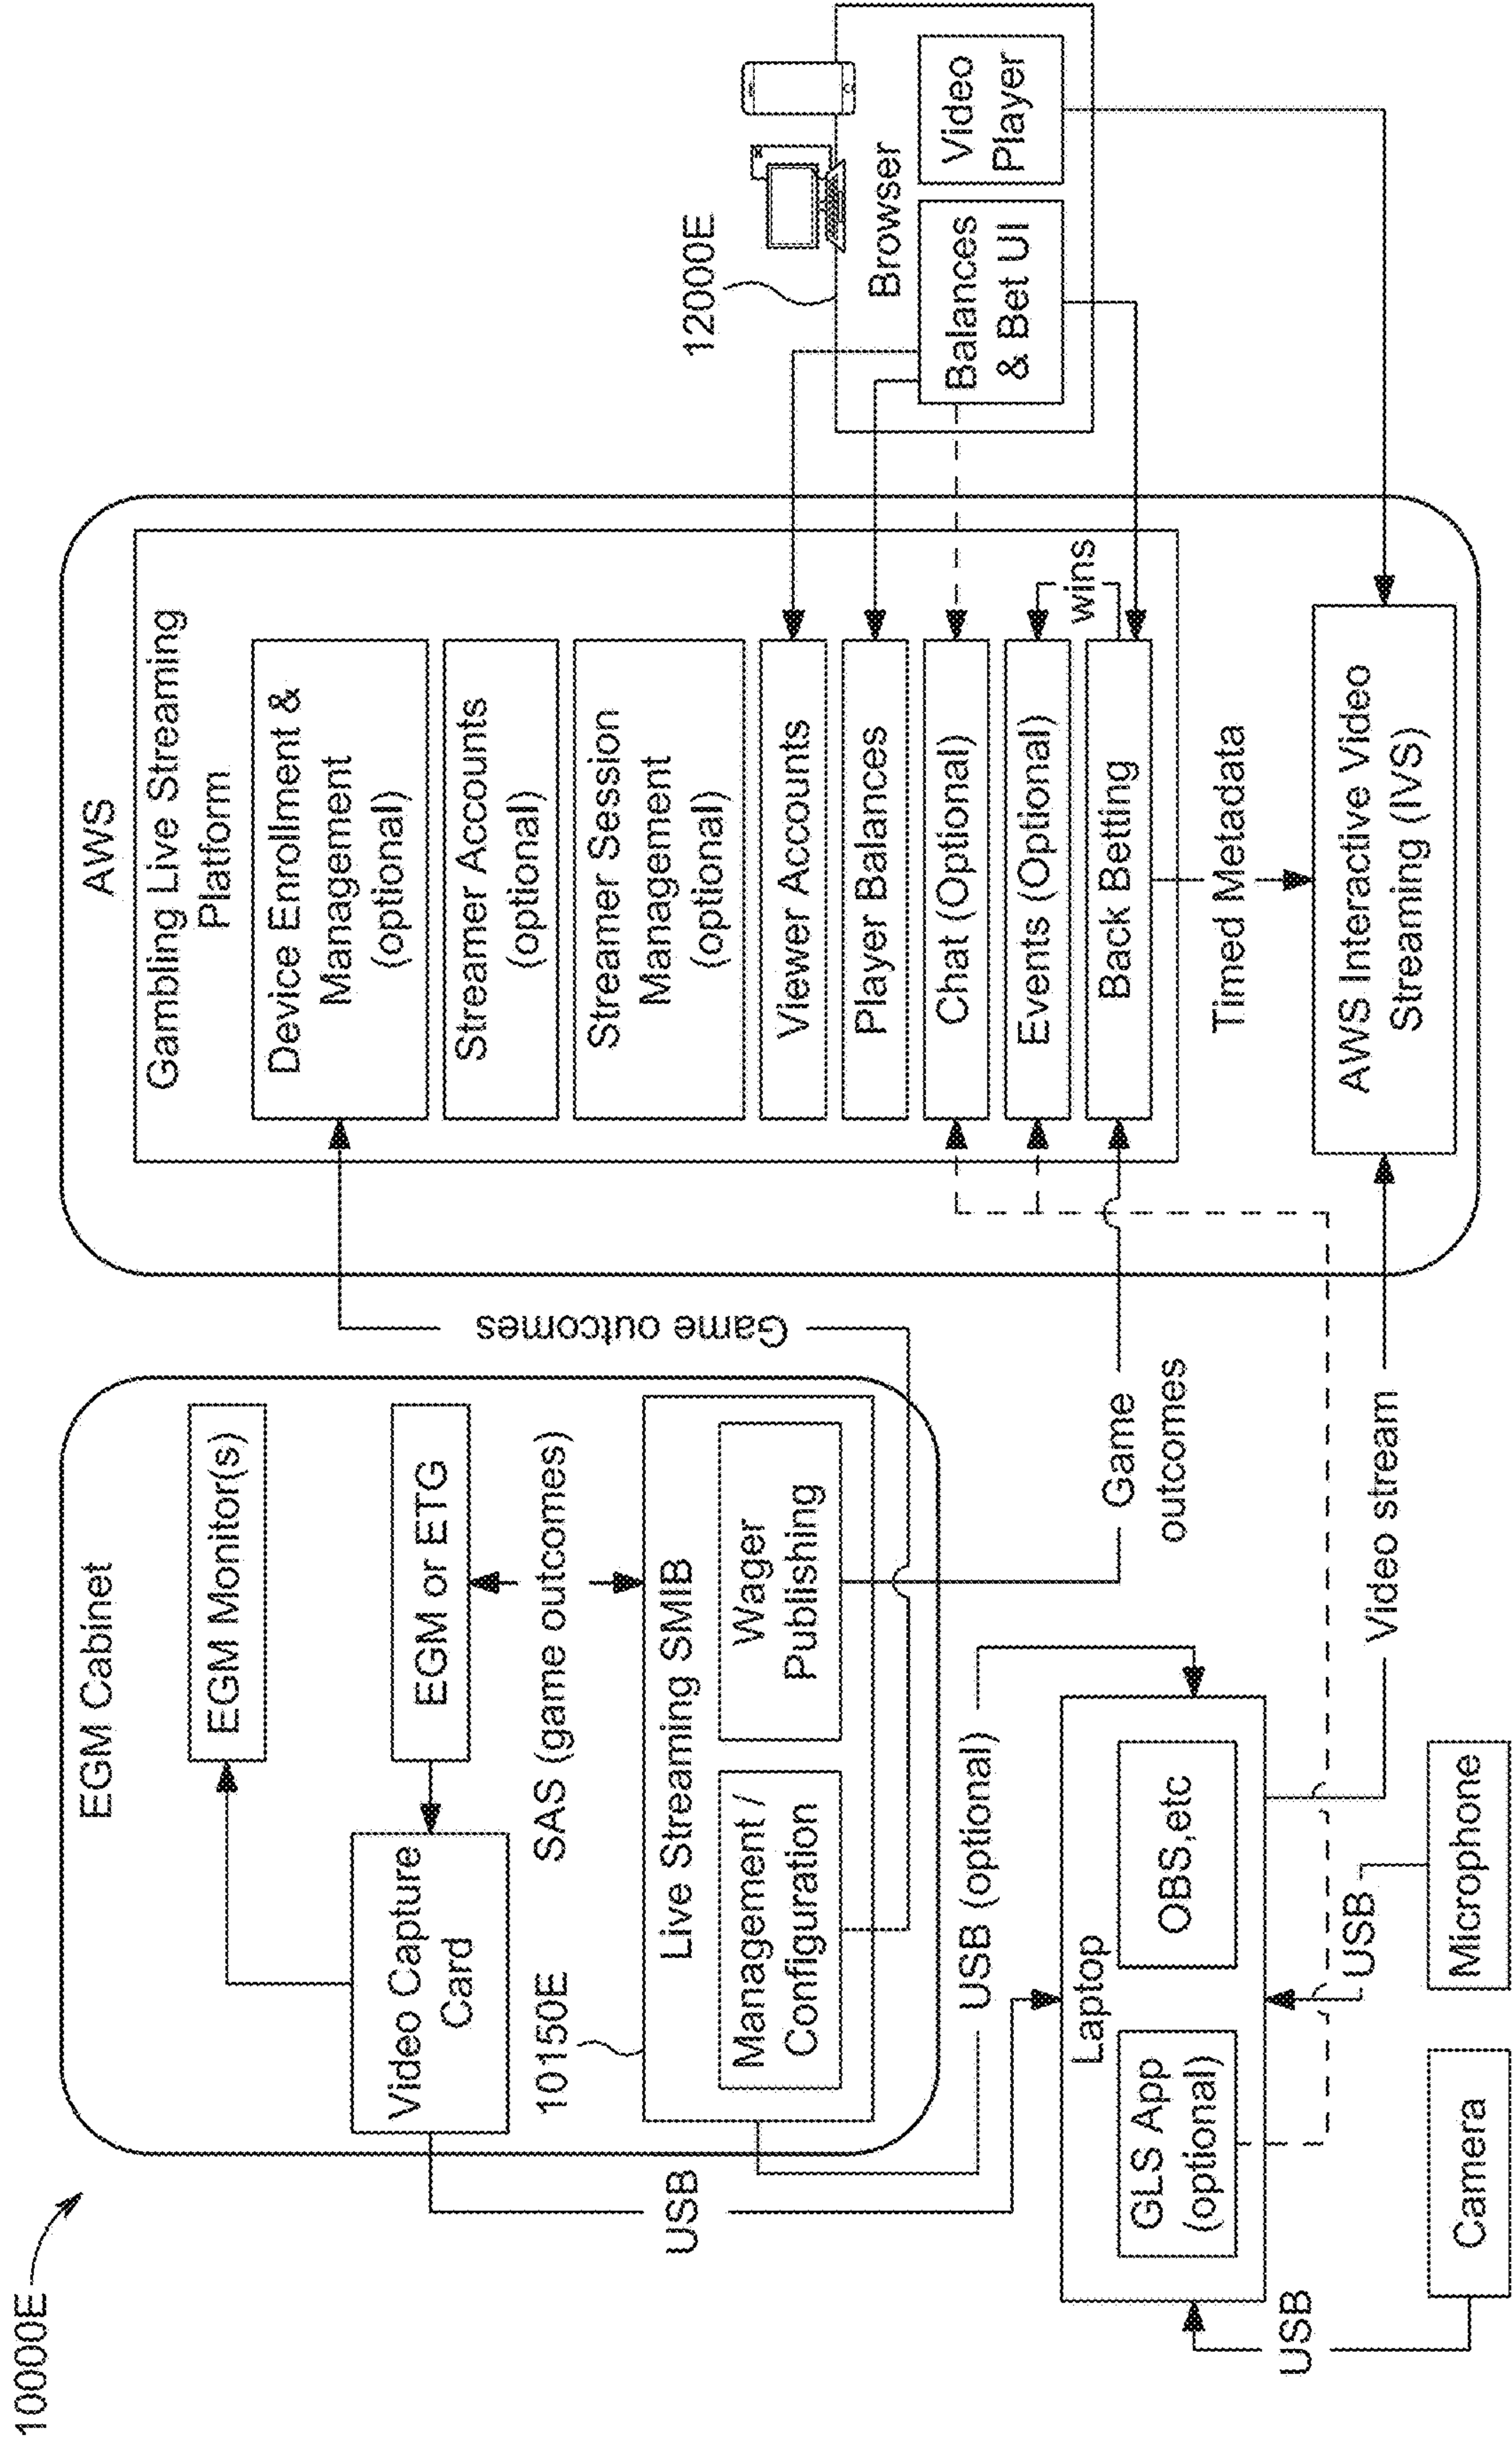 10000E
EGM Cabinet
EGM Monitor(s)
Video Capture
Card
EGM or ETG
SAS (game outcomes)
10150E
Live Streaming SMIB
Management /
Configuration
Wager
Publishing
USB
USB (optional)
Laptop
GLS App
(optional)
OBS,etc
USB
USB
Camera
Microphone
Game outcomes
Game
outcomes
Video stream
AWS
Gambling Live Streaming
Platform
Device Enrollment &
Management
(optional)
Streamer Accounts
(optional)
Streamer Session
Management
(optional)
Viewer Accounts
Player Balances
Chat (Optional)
Events (Optional)
Back Betting
wins
Timed Metadata
AWS Interactive Video
Streaming (IVS)
12000E
Browser
Balances
& Bet UI
Video
Player